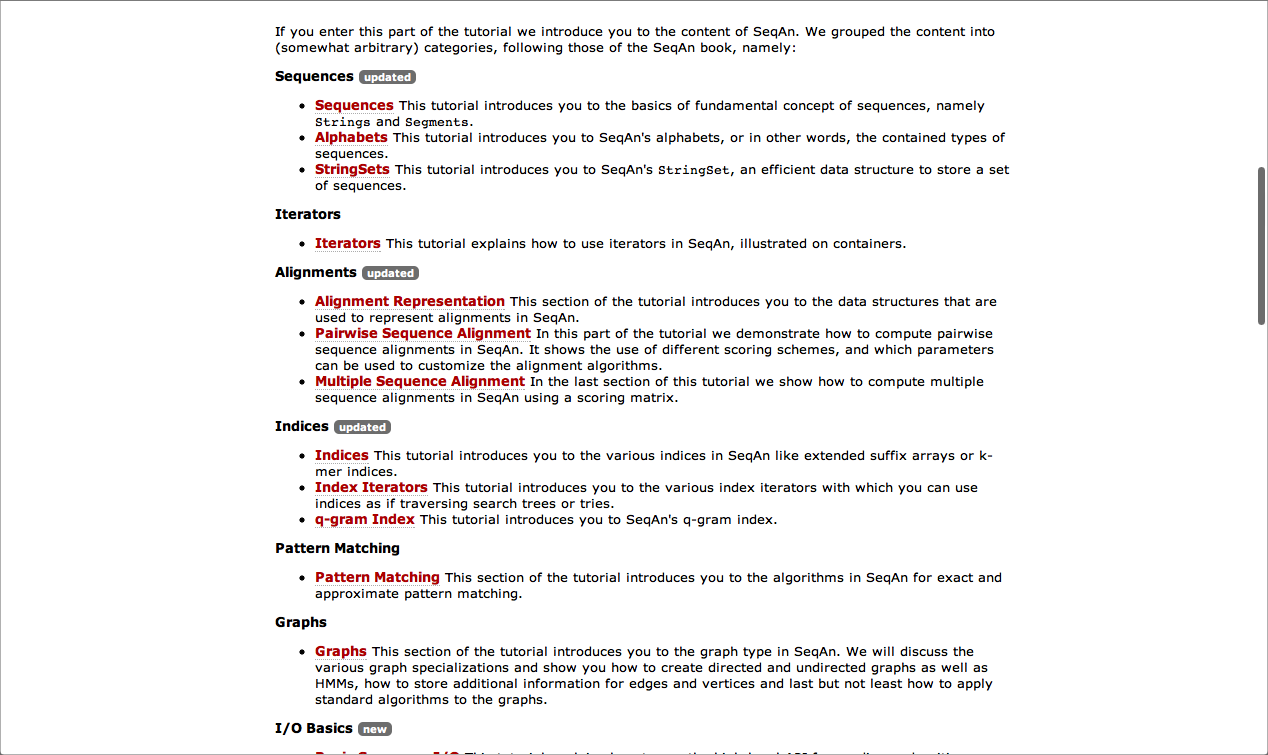 If you enter this part of the tutorial we introduce you to the content of SeqAn. We grouped the content into
(somewhat arbitrary) categories, following those of the SeqAn book, namely:
Sequences updated
Sequences This tutorial introduces you to the basics of fundamental concept of sequences, namely
Strings and Segments.
Alphabets This tutorial introduces you to SeqAn's alphabets, or in other words, the contained types of
sequences.
StringSets This tutorial introduces you to SeqAn's StringSet, an efficient data structure to store a set
of sequences.
Iterators
Iterators This tutorial explains how to use iterators in SeqAn, illustrated on containers.
Alignments updated
Alignment Representation This section of the tutorial introduces you to the data structures that are
used to represent alignments in SeqAn.
Pairwise Sequence Alignment In this part of the tutorial we demonstrate how to compute pairwise
sequence alignments in SeqAn. It shows the use of different scoring schemes, and which parameters
can be used to customize the alignment algorithms.
Multiple Sequence Alignment In the last section of this tutorial we show how to compute multiple
sequence alignments in SeqAn using a scoring matrix.
Indices updated
Indices This tutorial introduces you to the various indices in SeqAn like extended suffix arrays or k-
mer indices.
Index Iterators This tutorial introduces you to the various index iterators with which you can use
indices as if traversing search trees or tries.
q-gram Index This tutorial introduces you to SeqAn's q-gram index.
Pattern Matching
Pattern Matching This section of the tutorial introduces you to the algorithms in SeqAn for exact and
approximate pattern matching.
Graphs
Graphs This section of the tutorial introduces you to the graph type in SeqAn. We will discuss the
various graph specializations and show you how to create directed and undirected graphs as well as
HMMs, how to store additional information for edges and vertices and last but not least how to apply
standard algorithms to the graphs.
I/O Basics new